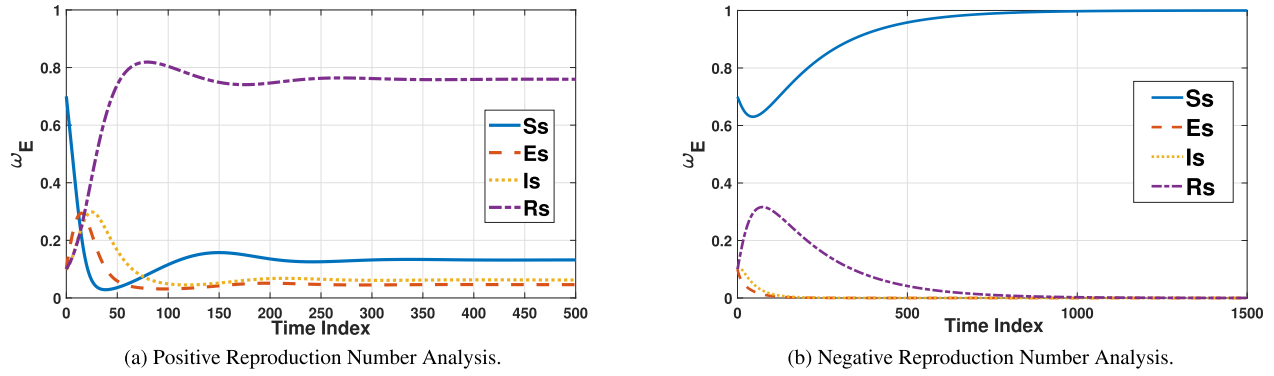 1
0.8
0.6
0.4
0.2
0
ωE
0 50 100 150 200 250 300 350 400 450 500
Time Index
Ss
Es
Is
Rs
(a) Positive Reproduction Number Analysis.
1
0.8
0.6
0.4
0.2
0
ωE
0 500 1000 1500
Time Index
Ss
Es
Is
Rs
(b) Negative Reproduction Number Analysis.